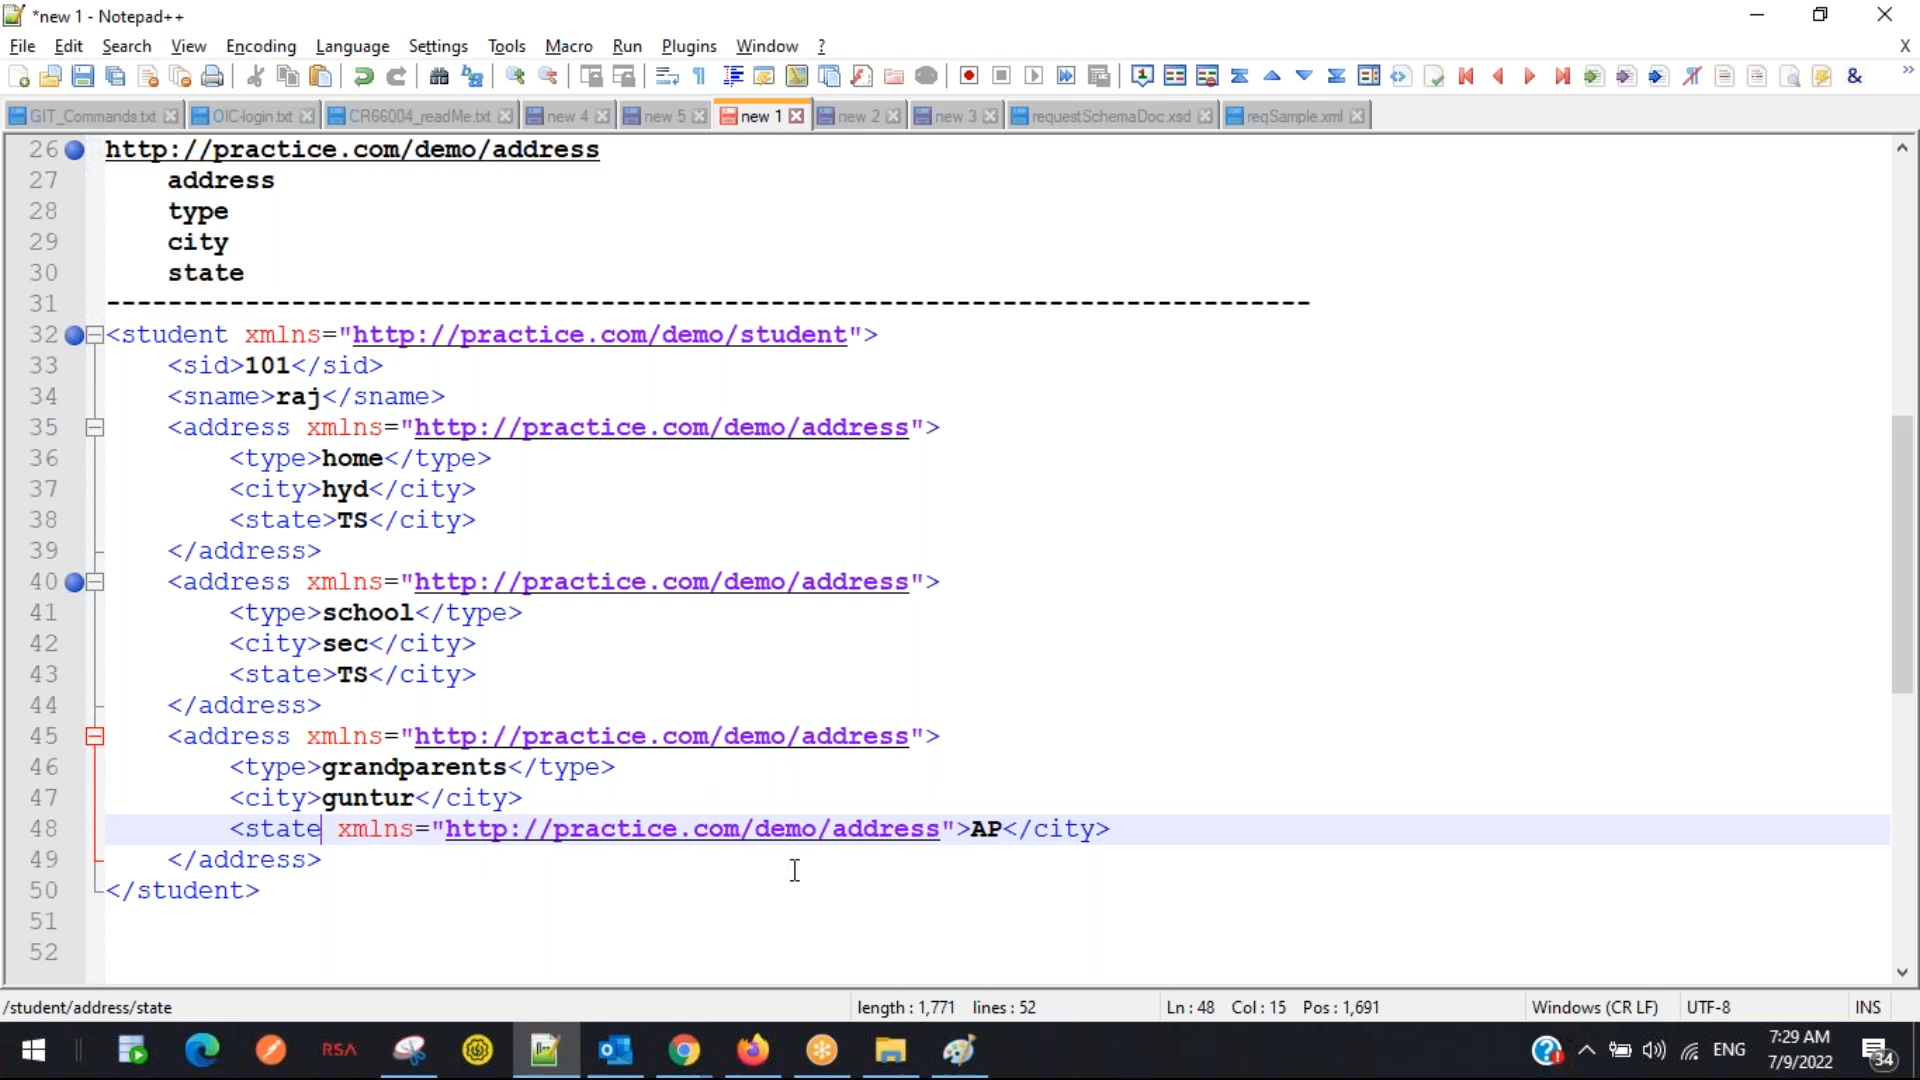 *new 1 - Notepad++
File Edit Search View Encoding Language Settings Tools Macro Run Plugins Window ?
X
GIT_Commands.txt OIC-login.txt CR66004_readMe.txt new 4 new 5 new 1 new 2 new 3 requestSchemaDoc.xsd reqSample.xml
26 http://practice.com/demo/address
27 address
28 type
29 city
30 state
31 ------------------------------------------------------------------------------
32 <student xmlns="http://practice.com/demo/student">
33 <sid>101</sid>
34 <sname>raj</sname>
35 <address xmlns="http://practice.com/demo/address">
36 <type>home</type>
37 <city>hyd</city>
38 <state>TS</city>
39 </address>
40 <address xmlns="http://practice.com/demo/address">
41 <type>school</type>
42 <city>sec</city>
43 <state>TS</city>
44 </address>
45 <address xmlns="http://practice.com/demo/address">
46 <type>grandparents</type>
47 <city>guntur</city>
48 <state xmlns="http://practice.com/demo/address">AP</city>
49 </address>
50 </student>
51
52
/student/address/state length : 1,771 lines : 52 Ln : 48 Col : 15 Pos : 1,691 Windows (CR LF) UTF-8 INS
RSA ENG 7:29 AM 34
7/9/2022